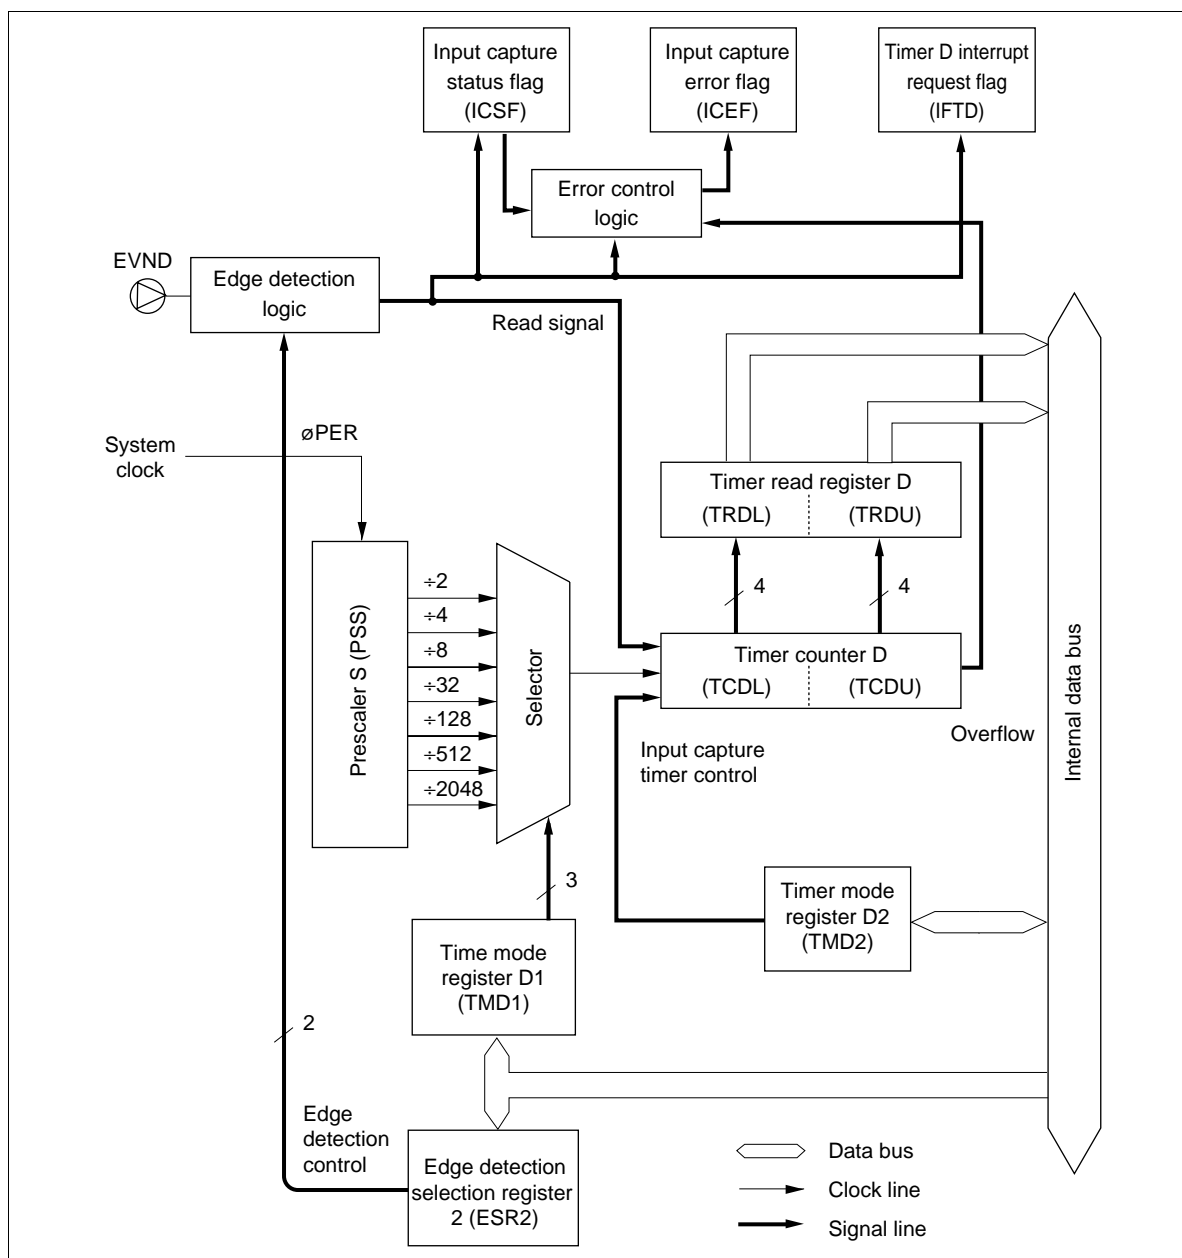 Input capture
status flag
(ICSF)
Input capture
error flag
(ICEF)
Timer D interrupt
request flag
(IFTD)
Error control
logic
EVND
Edge detection
logic
Read signal
øPER
System
clock
Timer read register D
(TRDL)
(TRDU)
Prescaler S (PSS)
÷2
÷4
÷8
÷32
÷128
÷512
÷2048
Selector
4
4
Timer counter D
(TCDL)
(TCDU)
Internal data bus
Overflow
Input capture
timer control
3
Timer mode
register D2
(TMD2)
Time mode
register D1
(TMD1)
2
Edge
detection
control
Edge detection
selection register
2 (ESR2)
Data bus
Clock line
Signal line